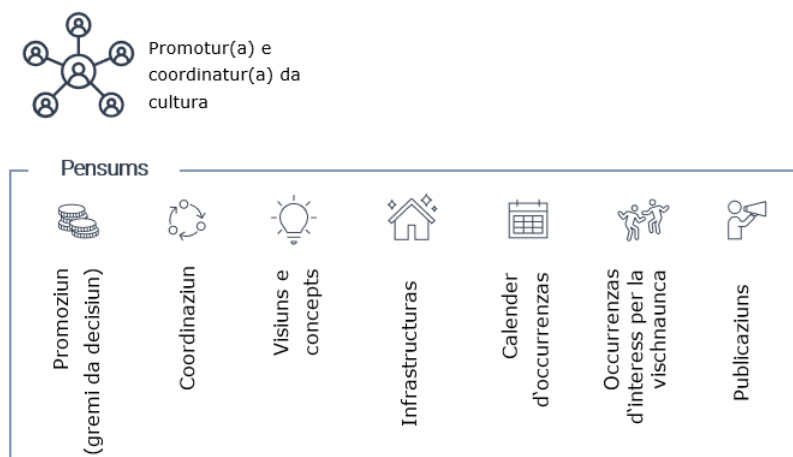 Promotur(a) e
coordinatur(a) da
cultura
Pensums
Promoziun
(gremi da decisiun)
Coordinaziun
Visiuns e
concepts
Infrastructuras
Calender
d'occurrenzas
Occurrenzas
d'interess per la
vischnaunca
Publicaziuns